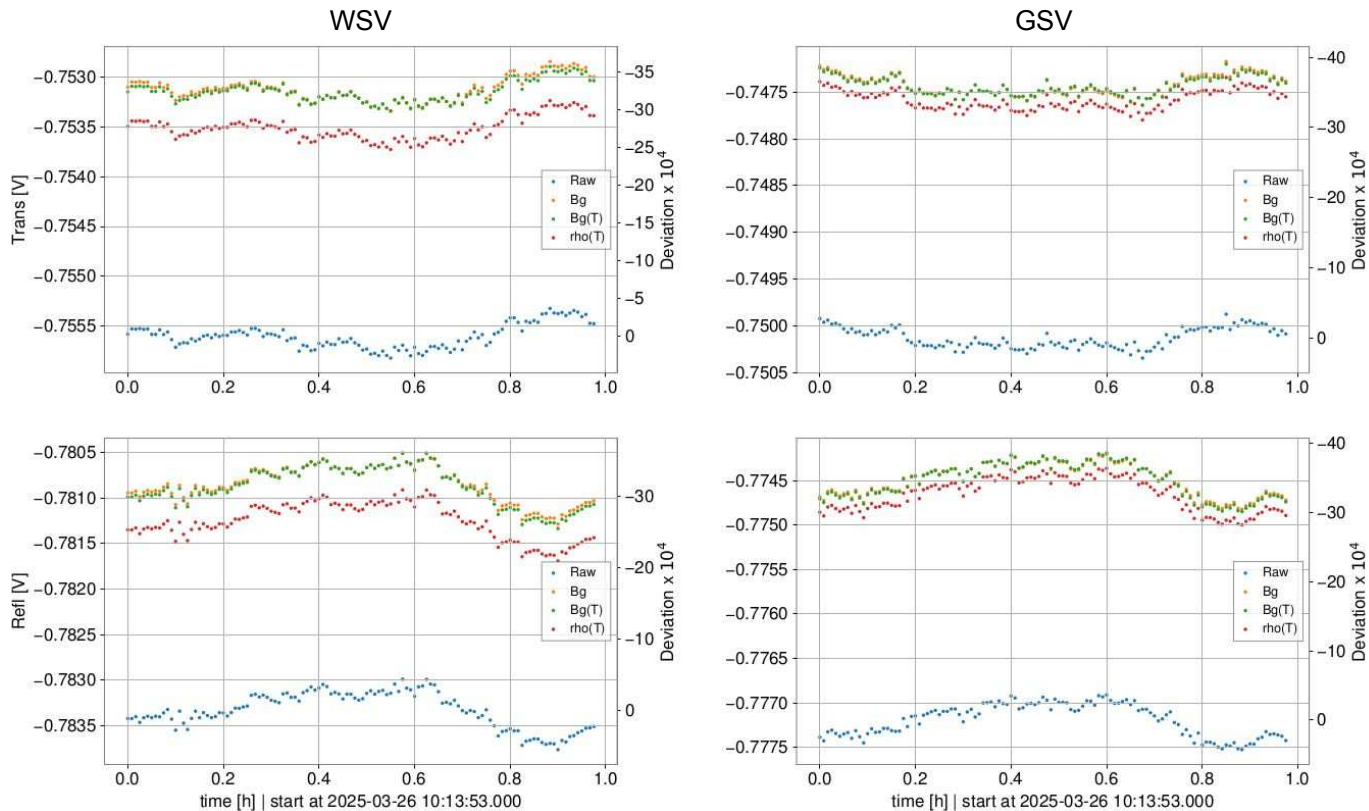 WSV
GSV
Trans [V]
−0.7530
−0.7535
−0.7540
−0.7545
−0.7550
−0.7555
0.0 0.2 0.4 0.6 0.8 1.0
−35
−30
−25
−20
−15
−10
−5
0
Deviation x 10⁴
Raw
Bg
Bg(T)
rho(T)
−0.7475
−0.7480
−0.7485
−0.7490
−0.7495
−0.7500
−0.7505
0.0 0.2 0.4 0.6 0.8 1.0
−40
−30
−20
−10
0
Deviation x 10⁴
Raw
Bg
Bg(T)
rho(T)
Refl [V]
−0.7805
−0.7810
−0.7815
−0.7820
−0.7825
−0.7830
−0.7835
0.0 0.2 0.4 0.6 0.8 1.0
time [h] | start at 2025-03-26 10:13:53.000
−30
−20
−10
0
Deviation x 10⁴
Raw
Bg
Bg(T)
rho(T)
−0.7745
−0.7750
−0.7755
−0.7760
−0.7765
−0.7770
−0.7775
0.0 0.2 0.4 0.6 0.8 1.0
time [h] | start at 2025-03-26 10:13:53.000
−40
−30
−20
−10
0
Deviation x 10⁴
Raw
Bg
Bg(T)
rho(T)